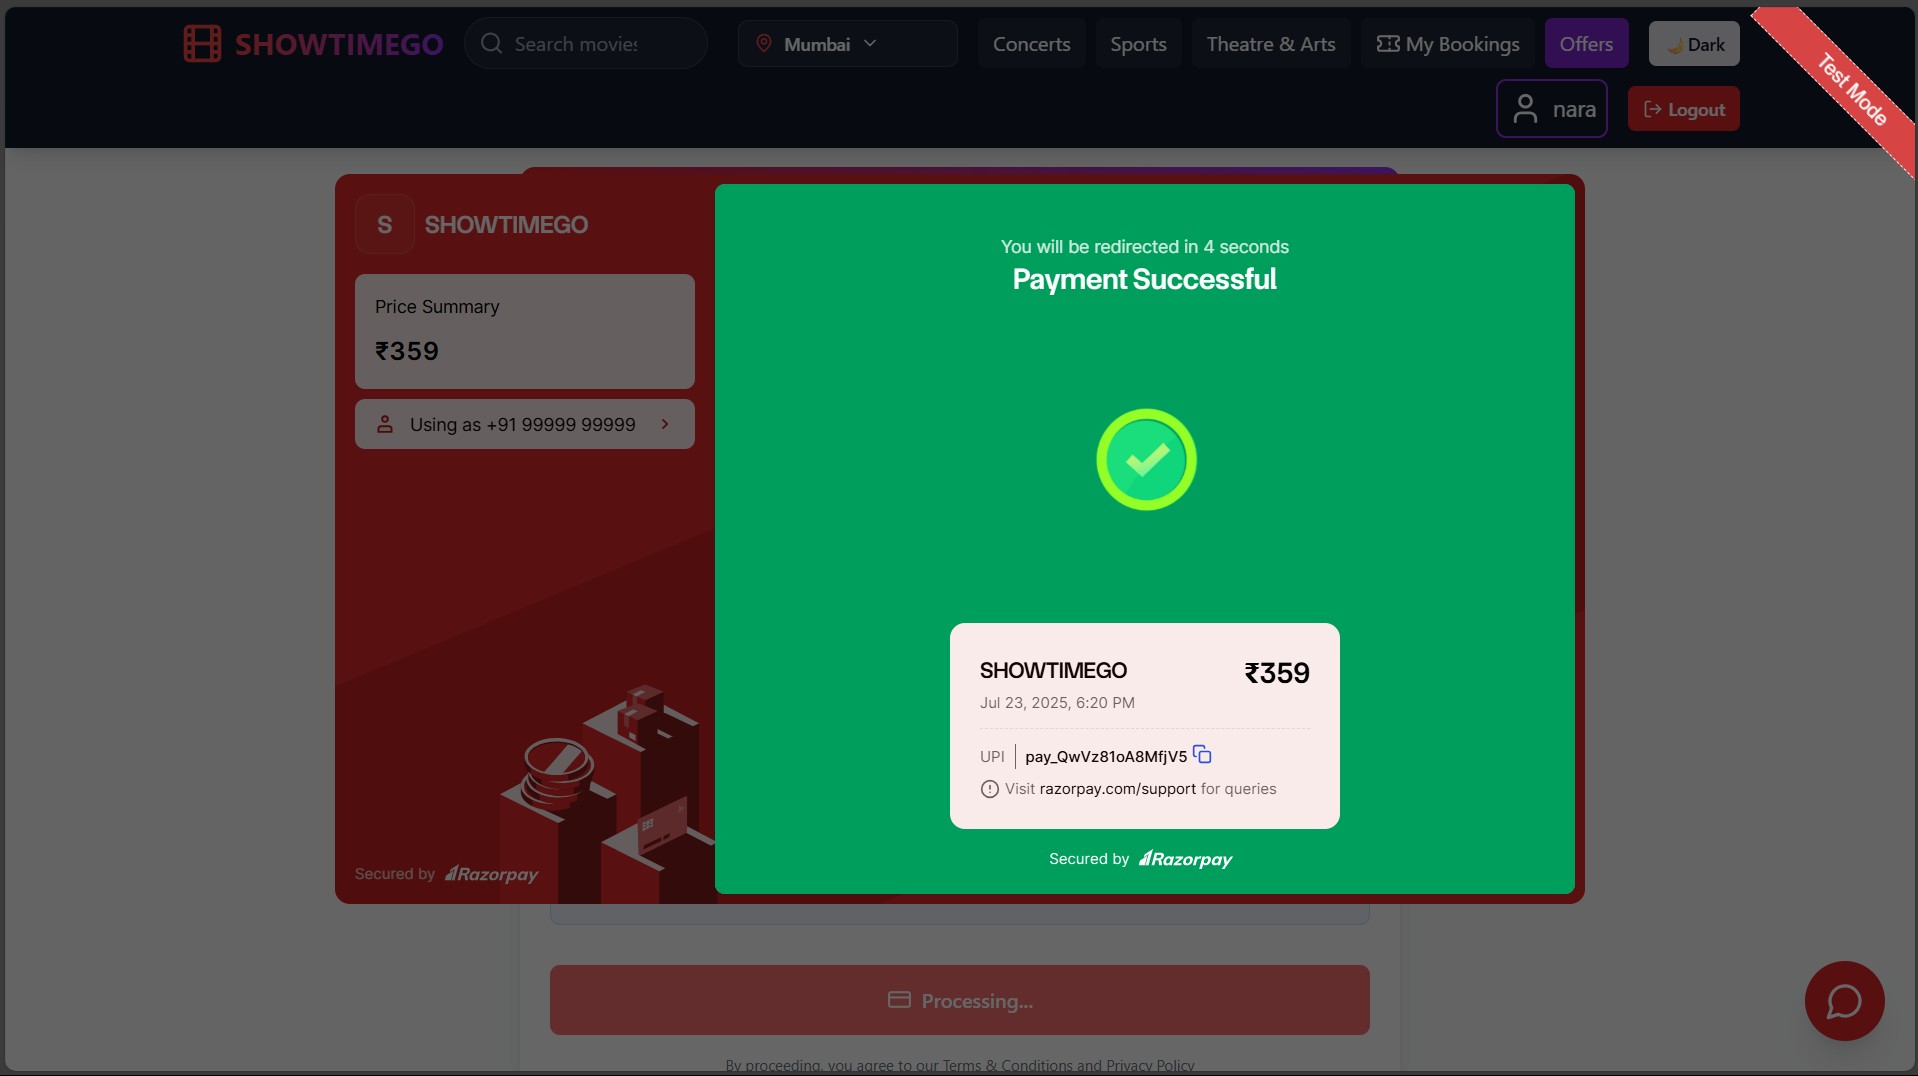 SHOWTIMEGO
Search movies
Mumbai
Concerts
Sports
Theatre & Arts
My Bookings
Offers
🌙 Dark
Test Mode
nara
Logout
S
SHOWTIMEGO
Price Summary
₹359
Using as +91 99999 99999
Secured by Razorpay
You will be redirected in 4 seconds
Payment Successful
SHOWTIMEGO
₹359
Jul 23, 2025, 6:20 PM
UPI
pay_QwVz81oA8MfjV5
Visit razorpay.com/support for queries
Secured by Razorpay
Processing...
By proceeding, you agree to our Terms & Conditions and Privacy Policy